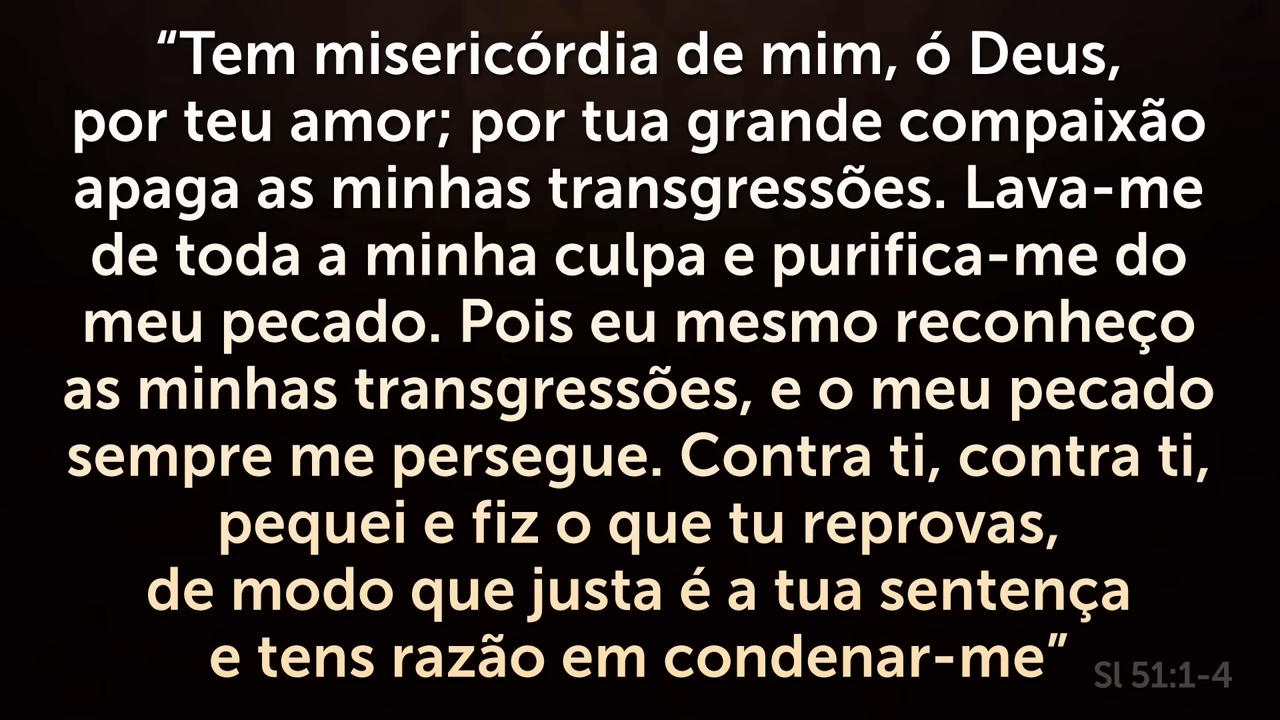 “Tem misericórdia de mim, ó Deus,
por teu amor; por tua grande compaixão
apaga as minhas transgressões. Lava-me
de toda a minha culpa e purifica-me do
meu pecado. Pois eu mesmo reconheço
as minhas transgressões, e o meu pecado
sempre me persegue. Contra ti, contra ti,
pequei e fiz o que tu reprovas,
de modo que justa é a tua sentença
e tens razão em condenar-me”
Sl 51:1-4